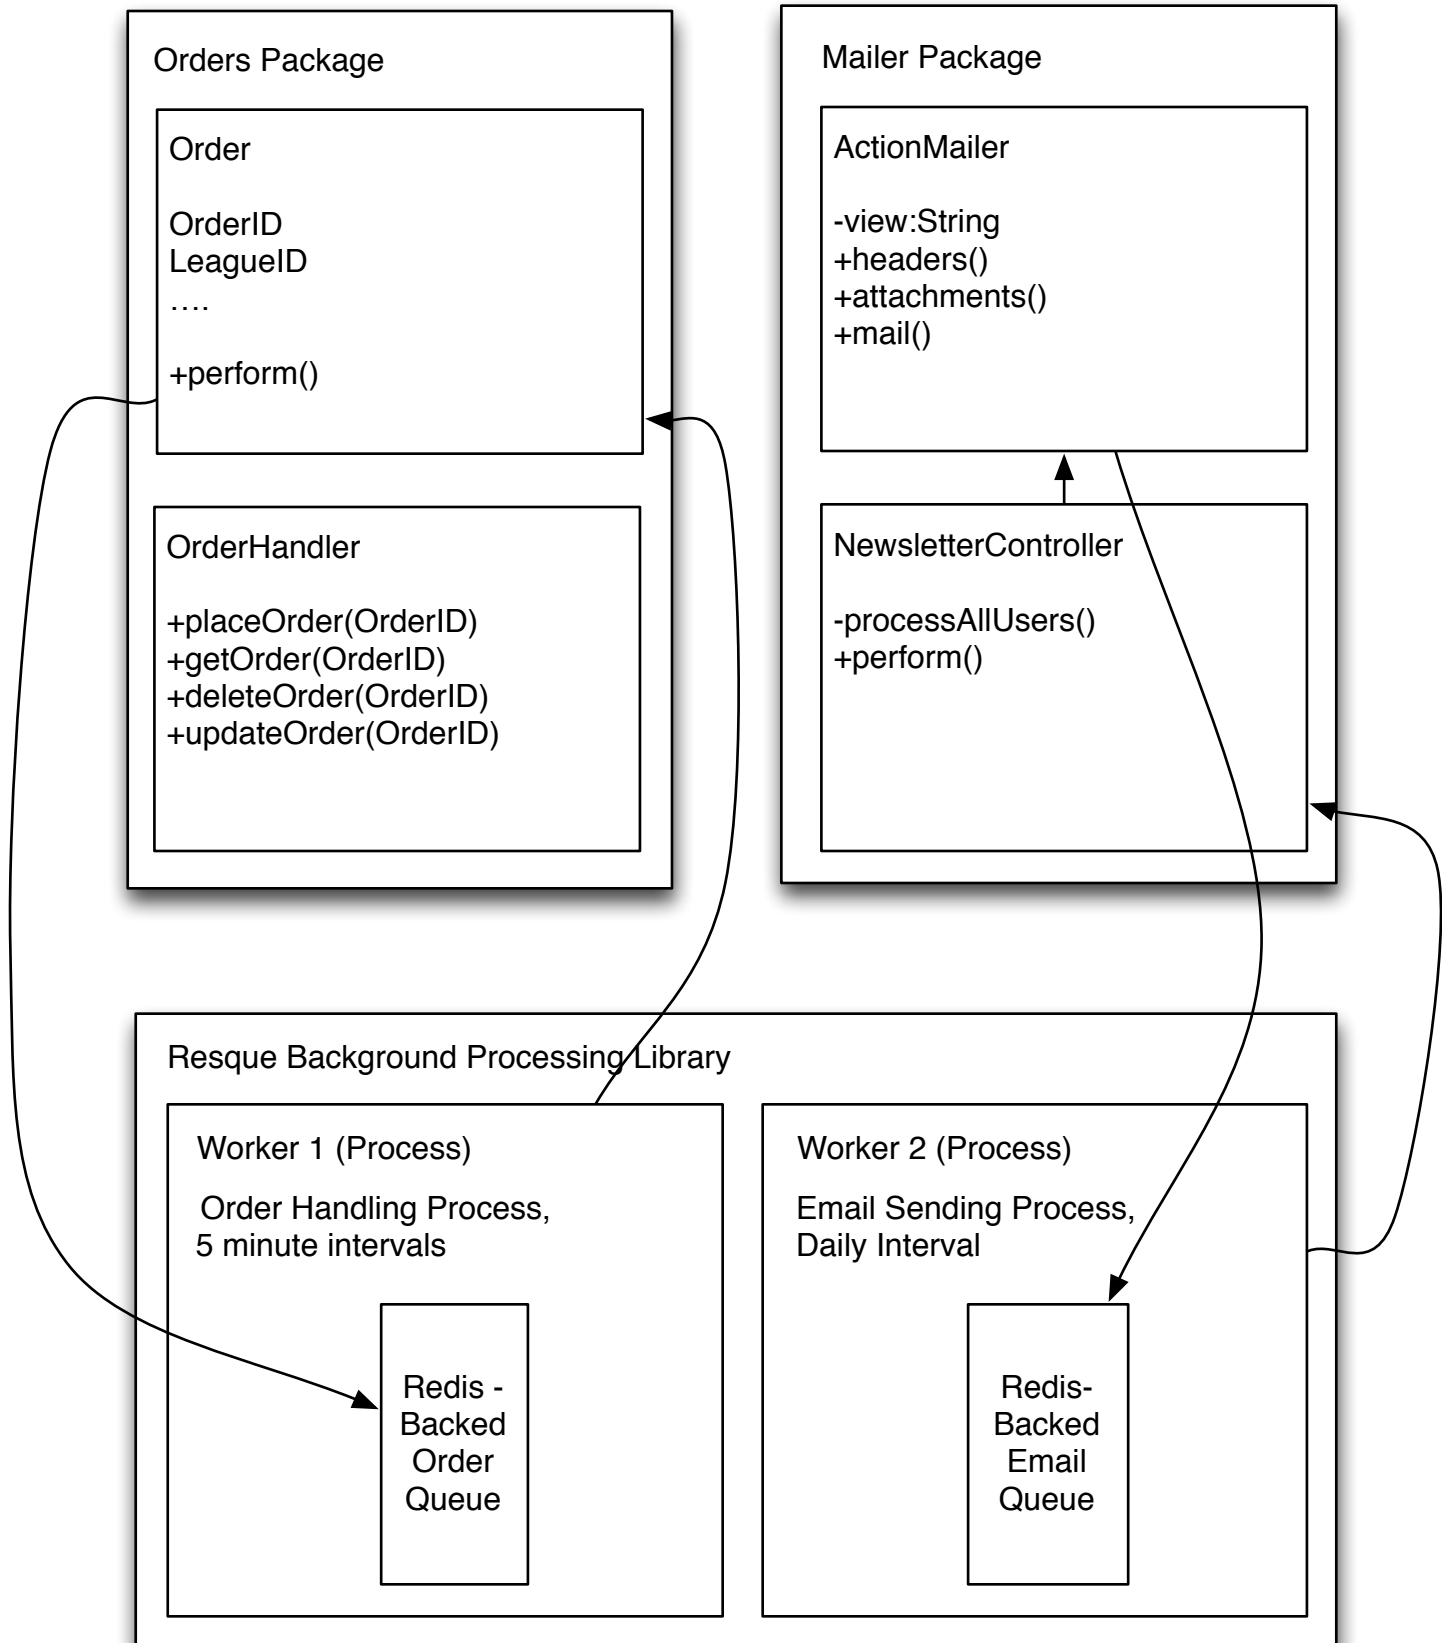 Orders Package
Order
OrderID
LeagueID
….
+perform()
OrderHandler
+placeOrder(OrderID)
+getOrder(OrderID)
+deleteOrder(OrderID)
+updateOrder(OrderID)
Mailer Package
ActionMailer
-view:String
+headers()
+attachments()
+mail()
NewsletterController
-processAllUsers()
+perform()
Resque Background Processing Library
Worker 1 (Process)
Order Handling Process,
5 minute intervals
Redis -
Backed
Order
Queue
Worker 2 (Process)
Email Sending Process,
Daily Interval
Redis-
Backed
Email
Queue